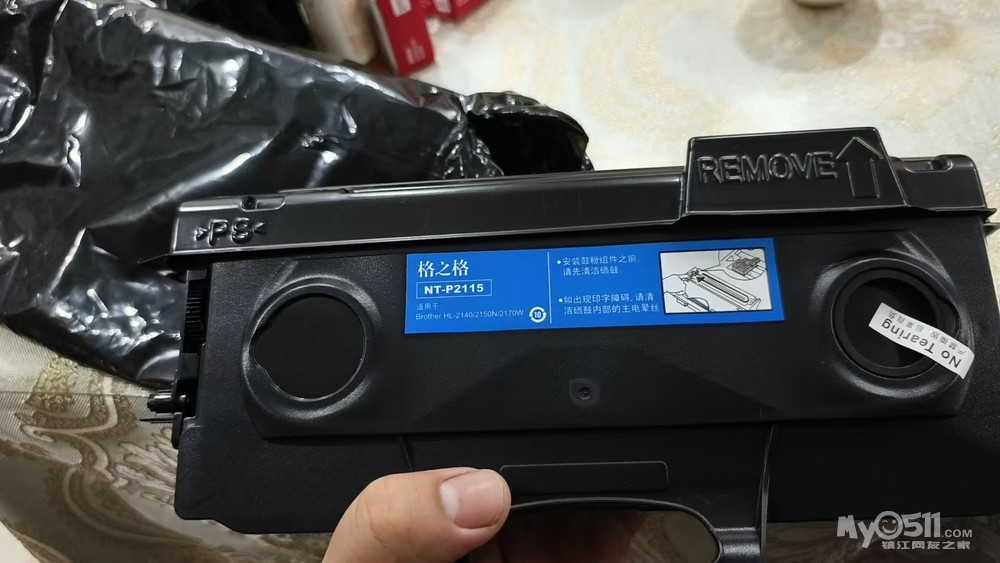 REMOVE
>PS<
格之格
NT-P2115
适用于
Brother HL-2140/2150N/2170W
10
•安装鼓粉组件之前,
请先清洁硒鼓
•如出现印字障碍,请清
洁硒鼓内部的主电晕丝
No Tearing
MY0511.COM
镇江网友之家